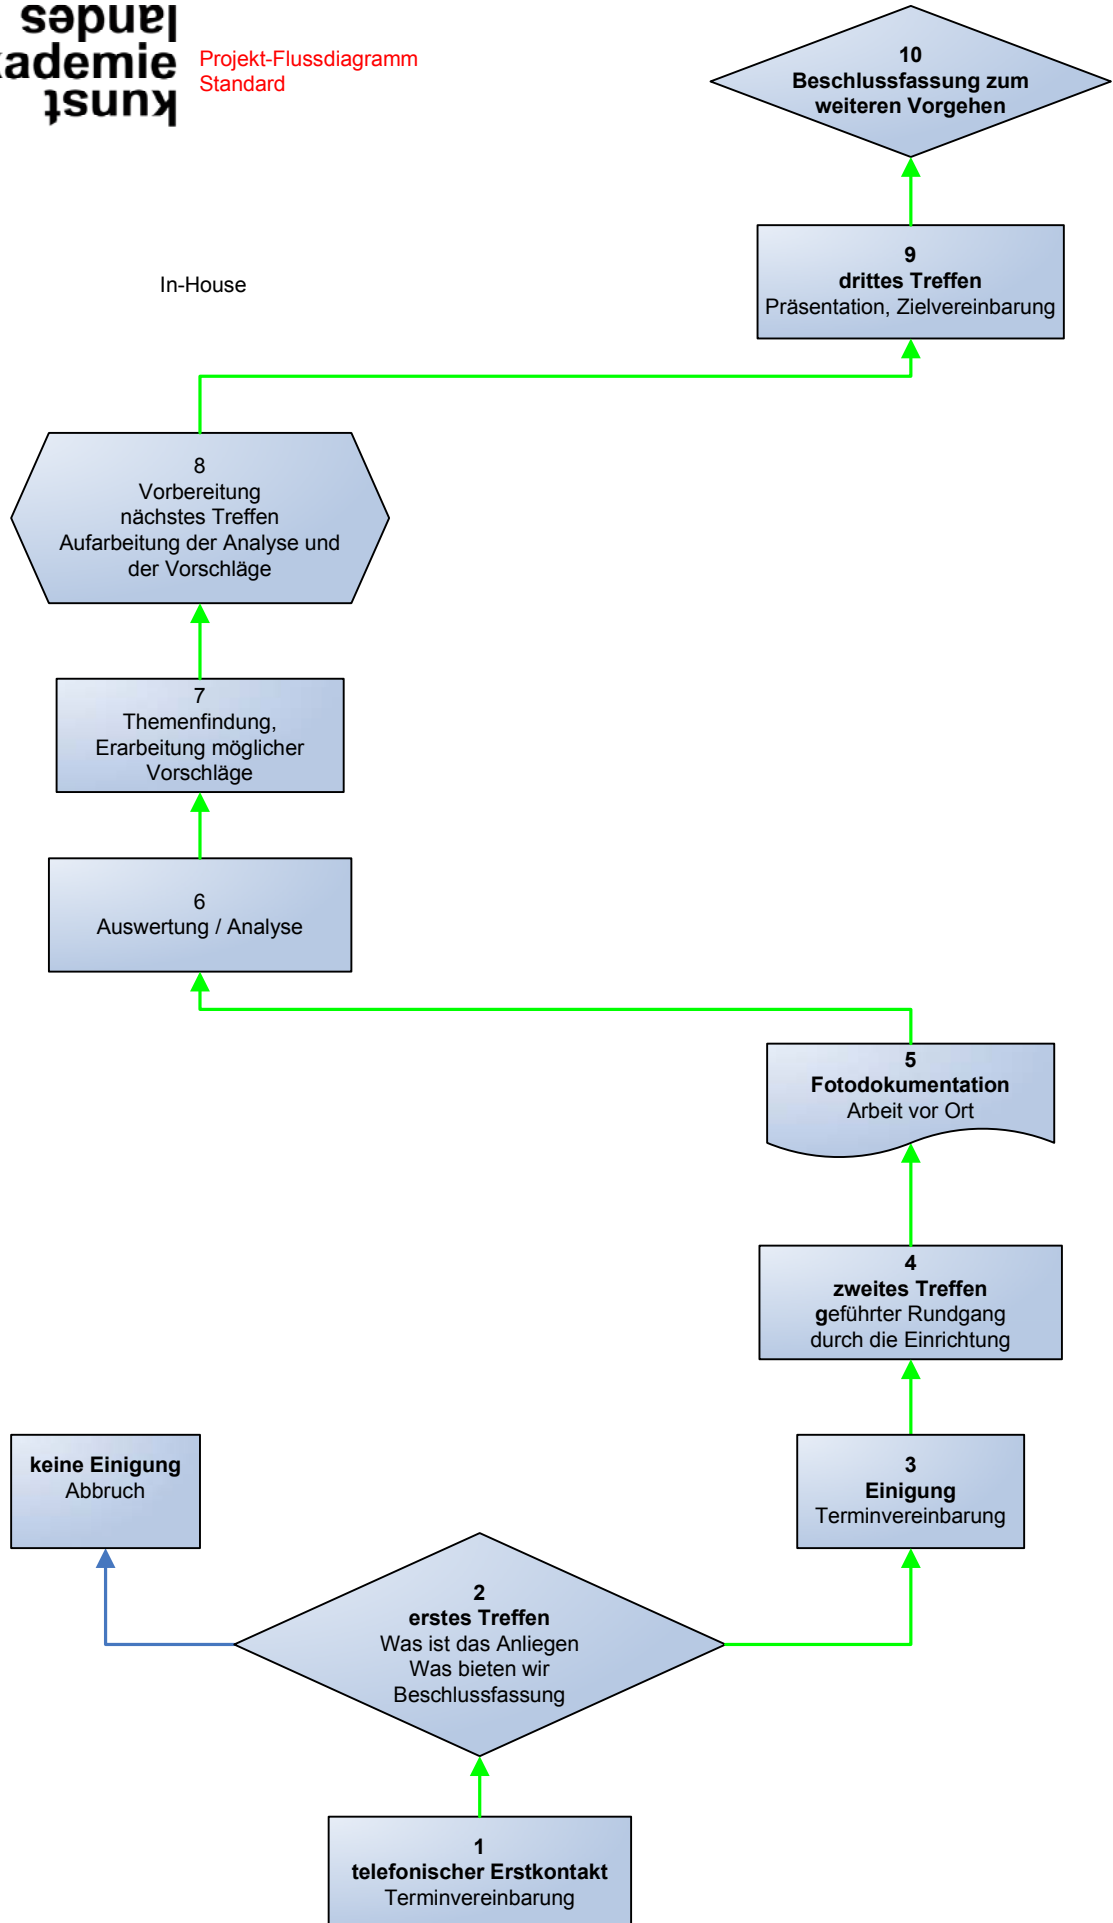 landes
kademie
kunst
Projekt-Flussdiagramm
Standard
10
Beschlussfassung zum
weiteren Vorgehen
9
drittes Treffen
Präsentation, Zielvereinbarung
In-House
8
Vorbereitung
nächstes Treffen
Aufarbeitung der Analyse und
der Vorschläge
7
Themenfindung,
Erarbeitung möglicher
Vorschläge
6
Auswertung / Analyse
5
Fotodokumentation
Arbeit vor Ort
4
zweites Treffen
geführter Rundgang
durch die Einrichtung
keine Einigung
Abbruch
3
Einigung
Terminvereinbarung
2
erstes Treffen
Was ist das Anliegen
Was bieten wir
Beschlussfassung
1
telefonischer Erstkontakt
Terminvereinbarung